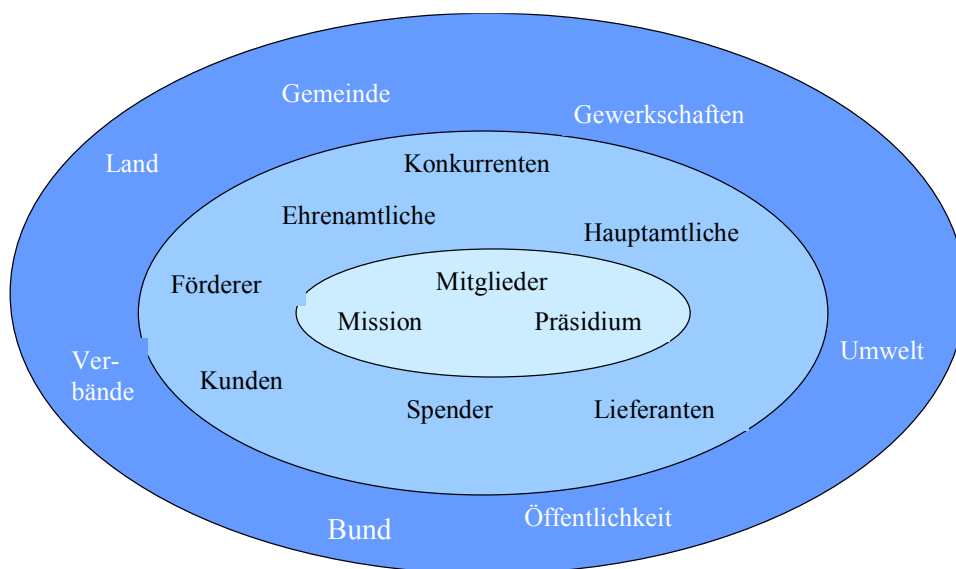 Gemeinde
Gewerkschaften
Land
Konkurrenten
Ehrenamtliche
Hauptamtliche
Förderer
Mitglieder
Mission
Präsidium
Umwelt
Ver-
bände
Kunden
Spender
Lieferanten
Bund
Öffentlichkeit